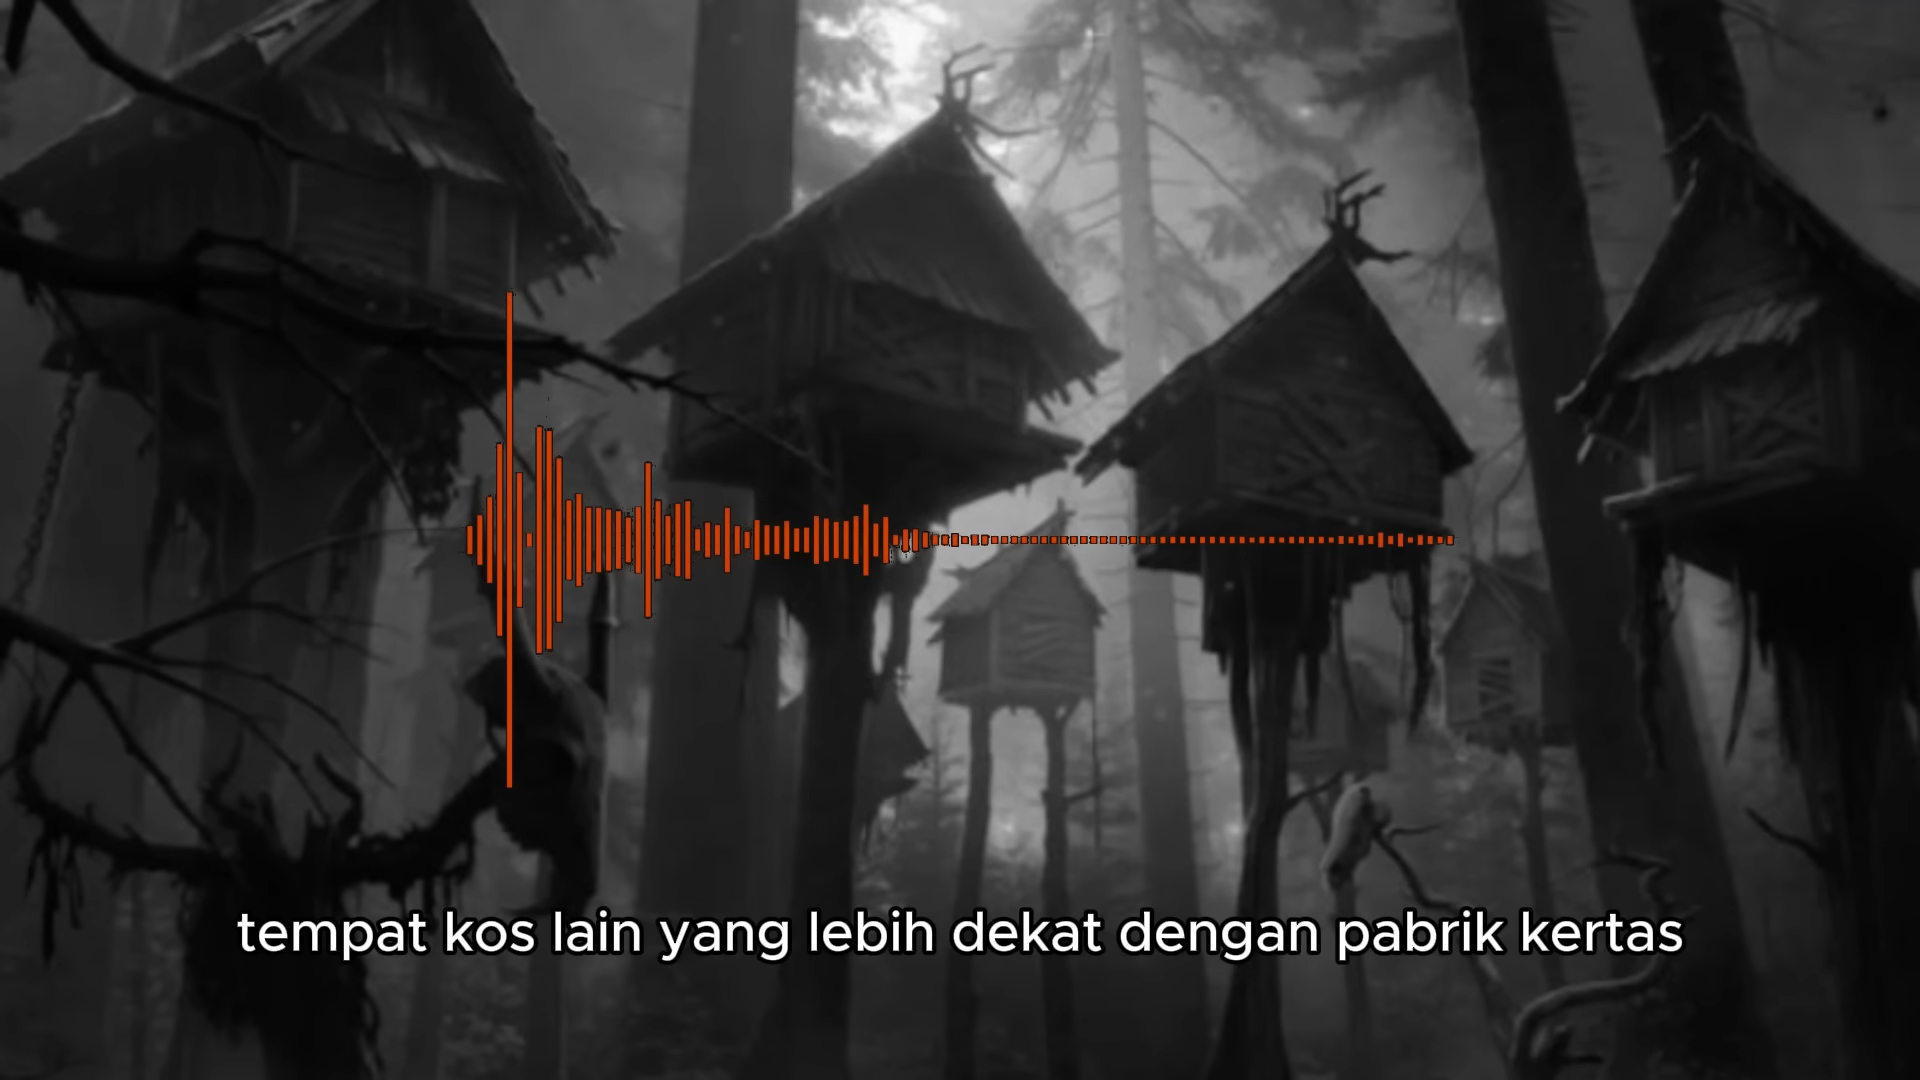 tempat kos lain yang lebih dekat dengan pabrik kertas